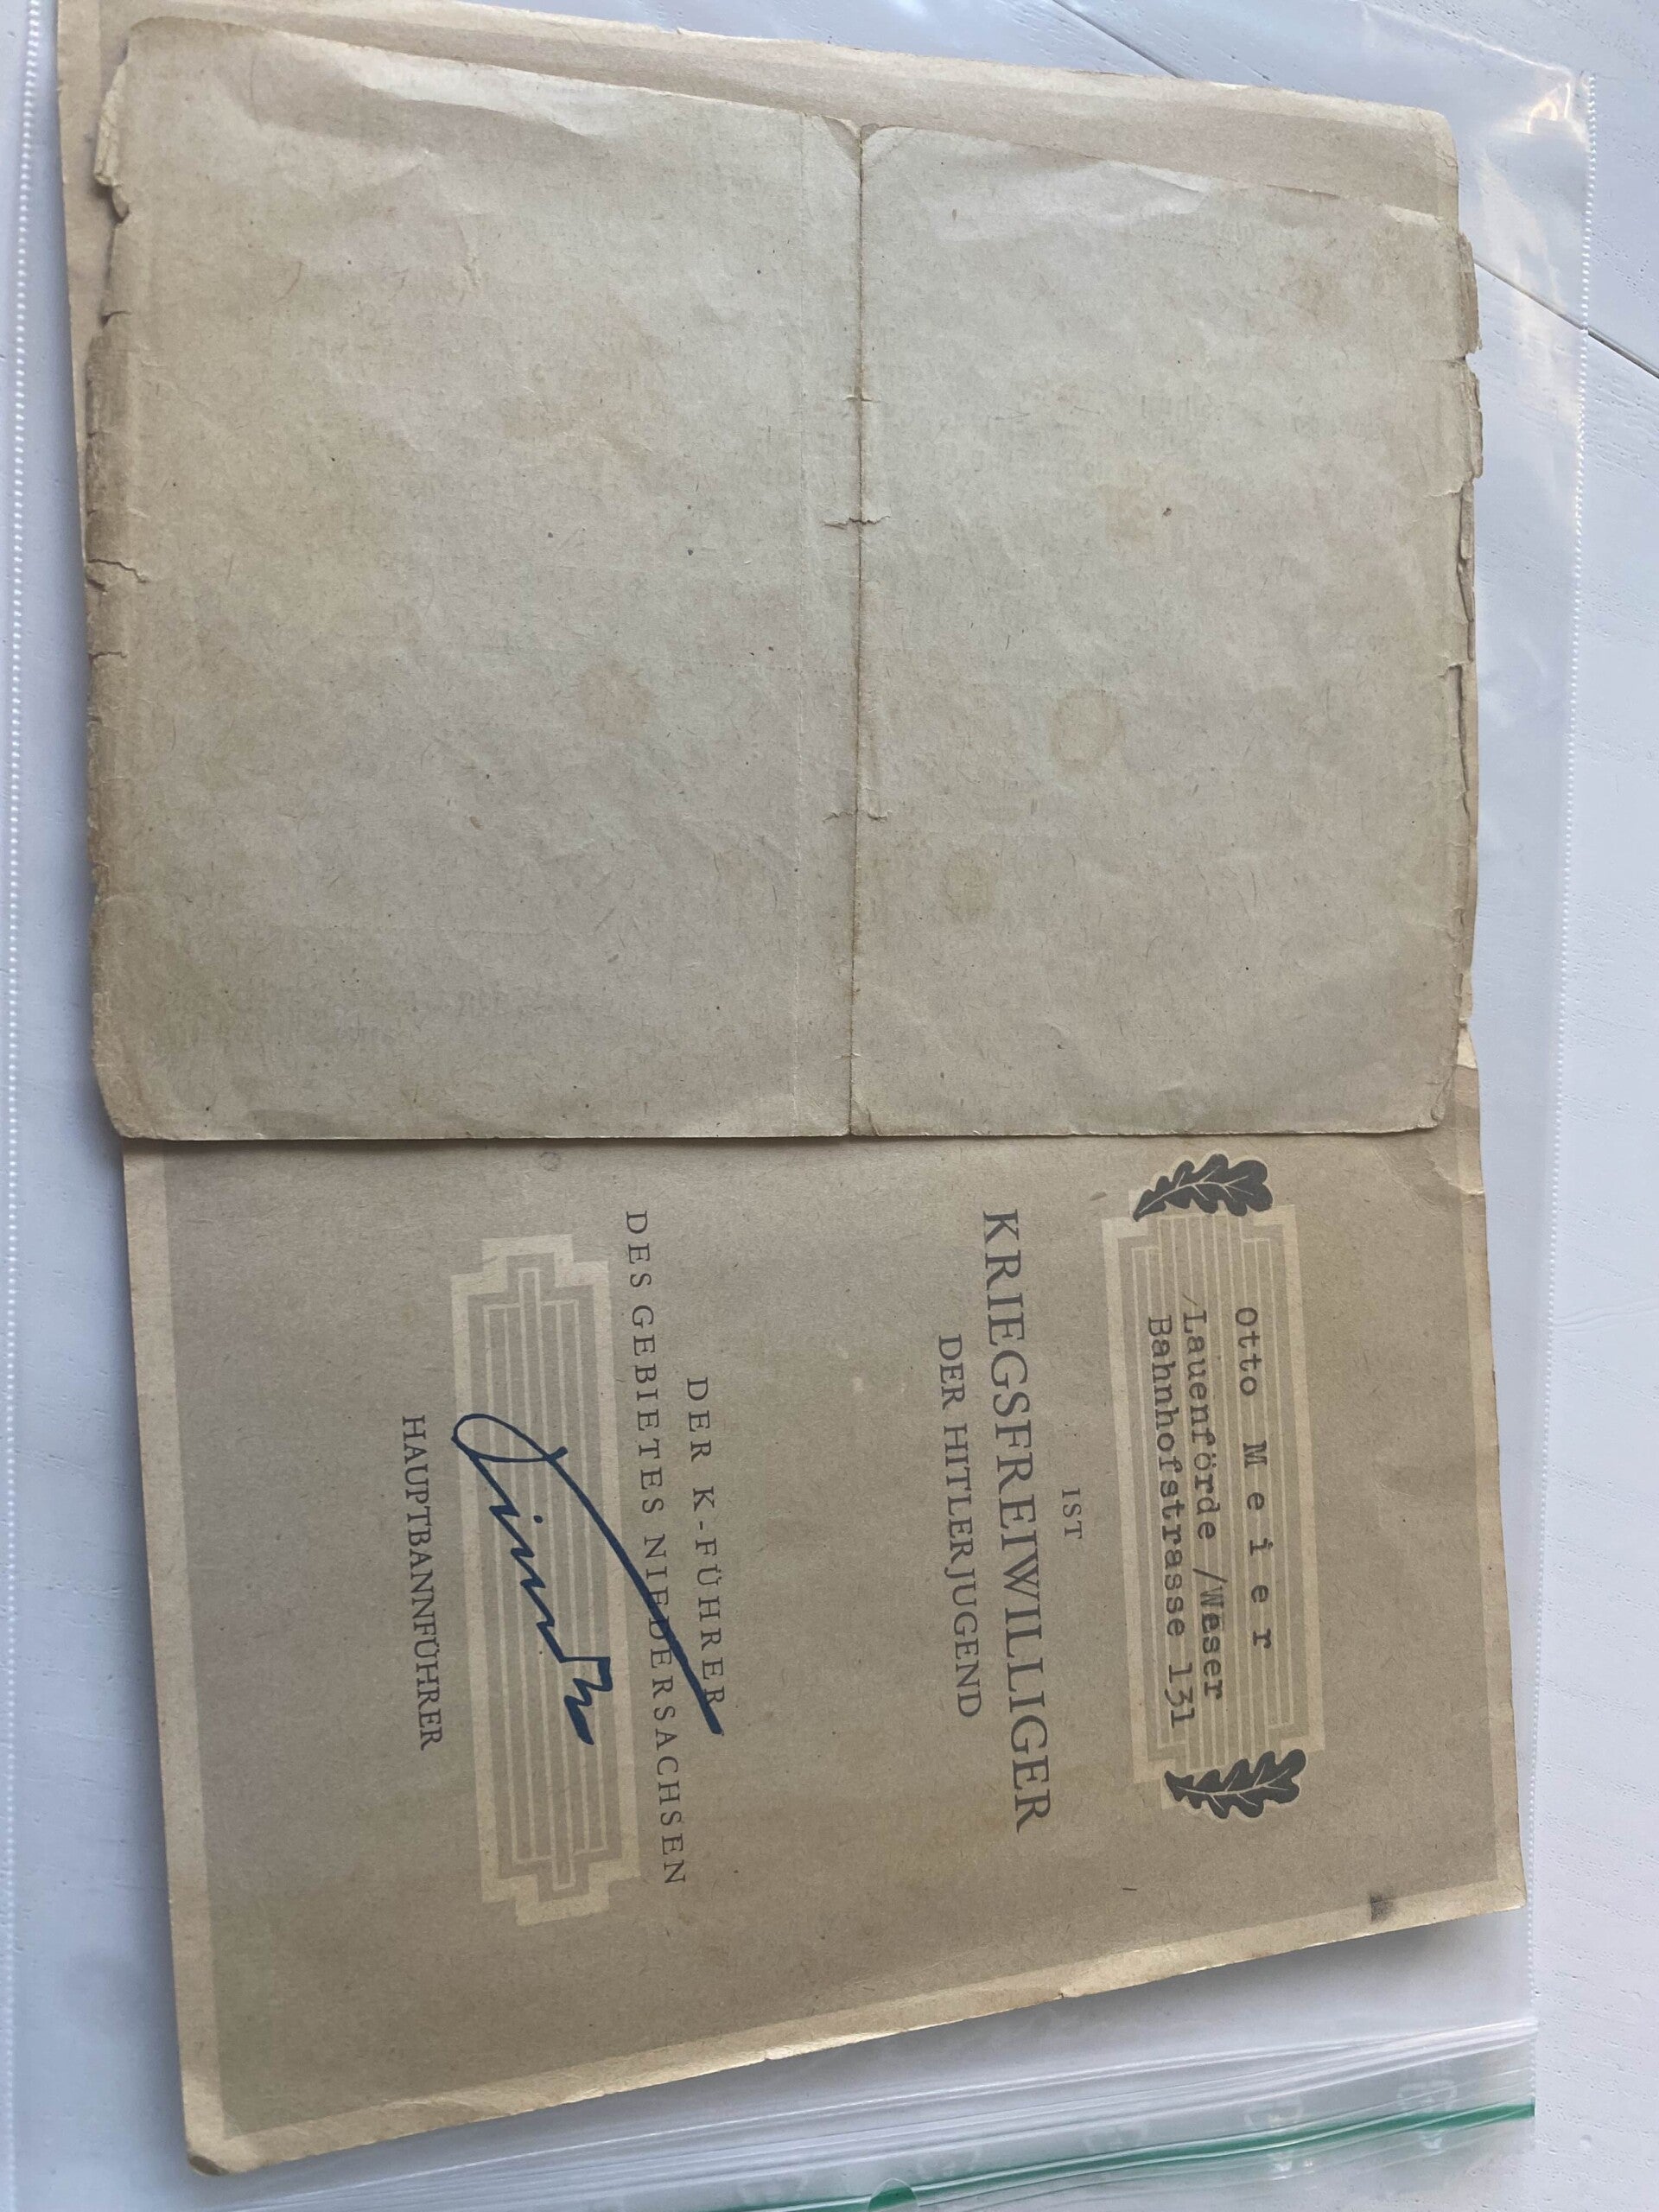 Otto Meier
Lauenförde /Weser
Bahnhofstrasse 131
IST
KRIEGSFREIWILLIGER
DER HITLERJUGEND
DER K-FÜHRER
DES GEBIETES NIEDERSACHSEN
HAUPTBANNFÜHRER